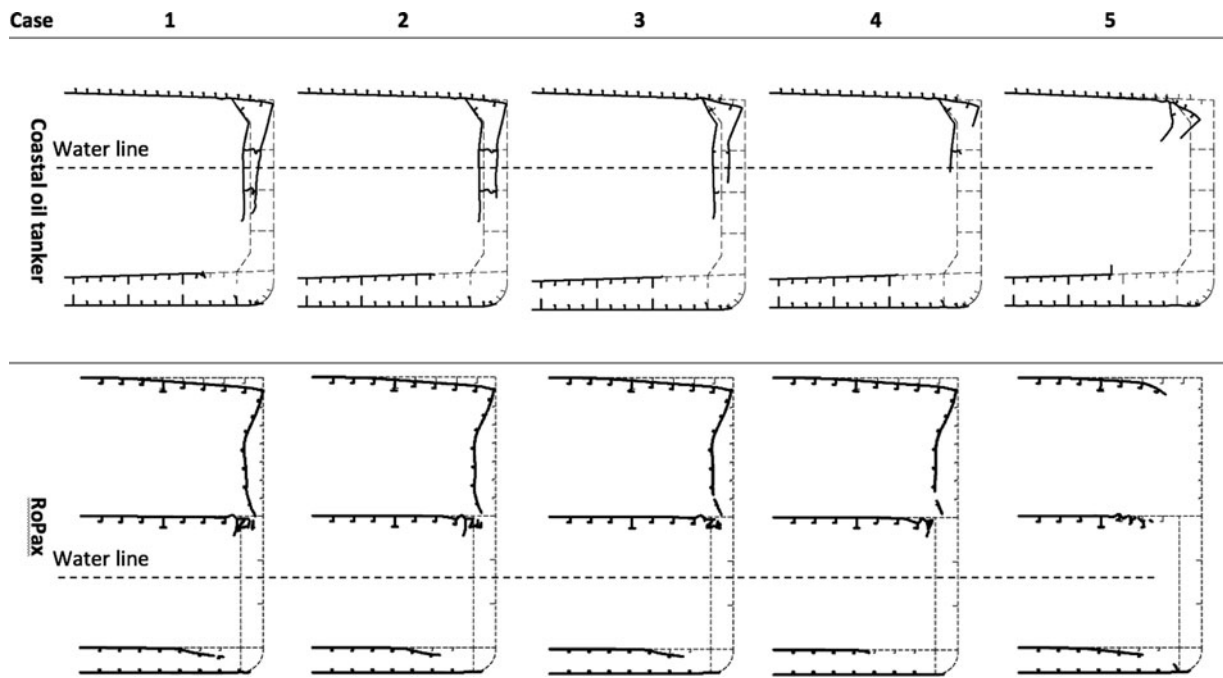 Case 1 2 3 4 5
Coastal oil tanker
Water line
RoPax
Water line